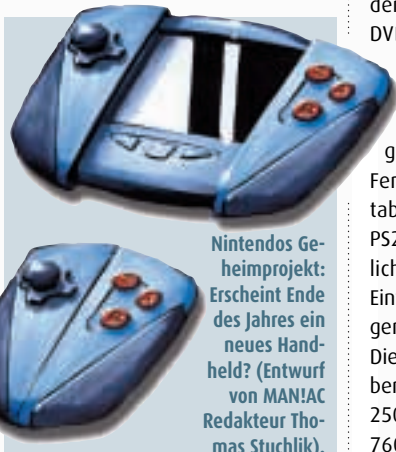 der
DVI
g
Fer
tab
PS2
lich
Ein
ger
Die
ber
250
760
Nintendos Ge-
heimprojekt:
Erscheint Ende
des Jahres ein
neues Hand-
held? (Entwurf
von MAN!AC
Redakteur Tho-
mas Stuchlik).